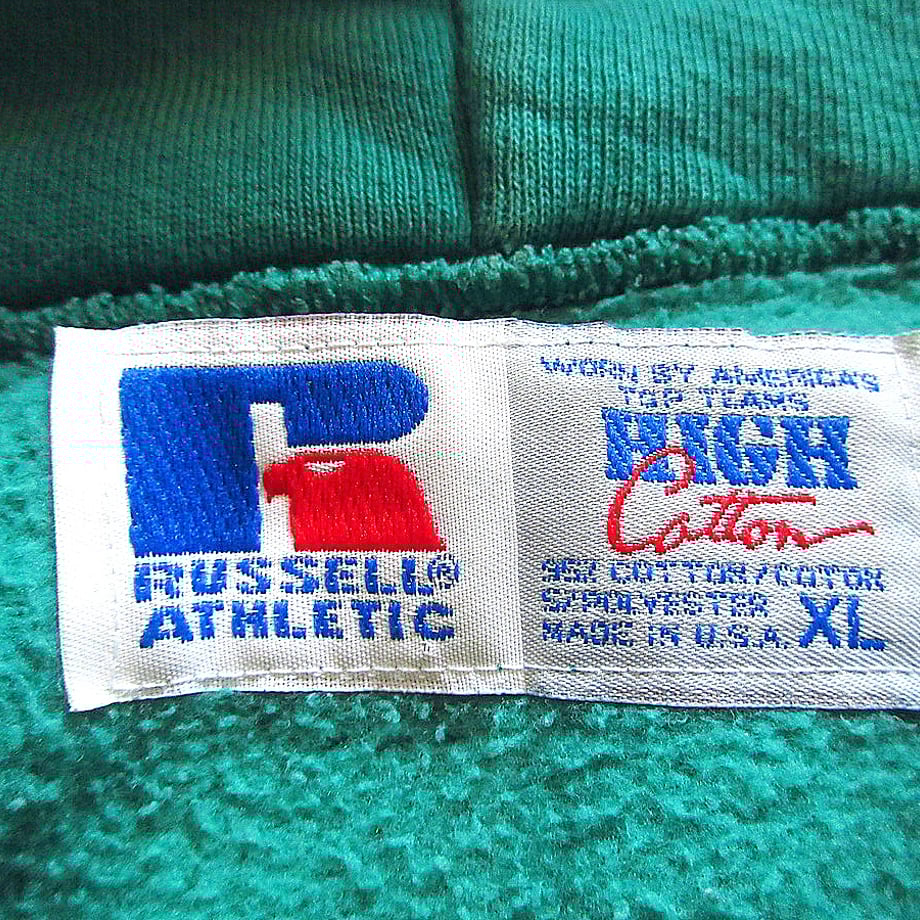 RUSSELL®
ATHLETIC
WORN BY AMERICA'S
TOP TEAMS
HIGH
Cotton
95% COTTON/COTON
5/POLYESTER
MADE IN U.S.A. XL